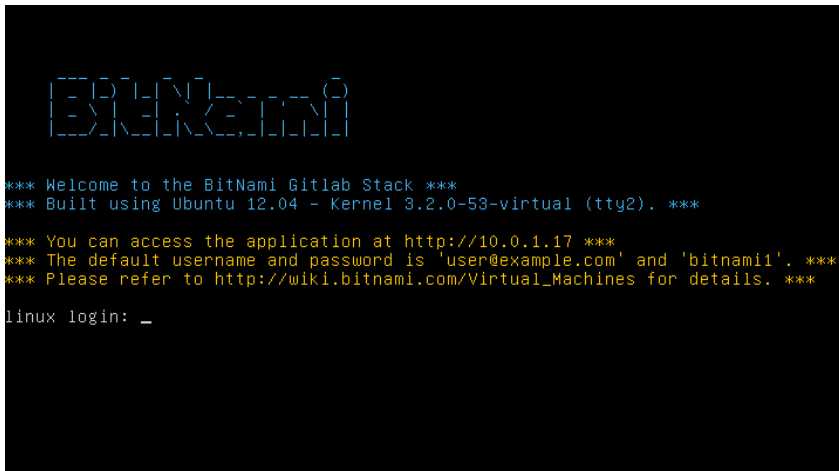 BitNami
*** Welcome to the BitNami Gitlab Stack ***
*** Built using Ubuntu 12.04 - Kernel 3.2.0-53-virtual (tty2). ***
*** You can access the application at http://10.0.1.17 ***
*** The default username and password is 'user@example.com' and 'bitnami1'. ***
*** Please refer to http://wiki.bitnami.com/Virtual_Machines for details. ***
linux login: _